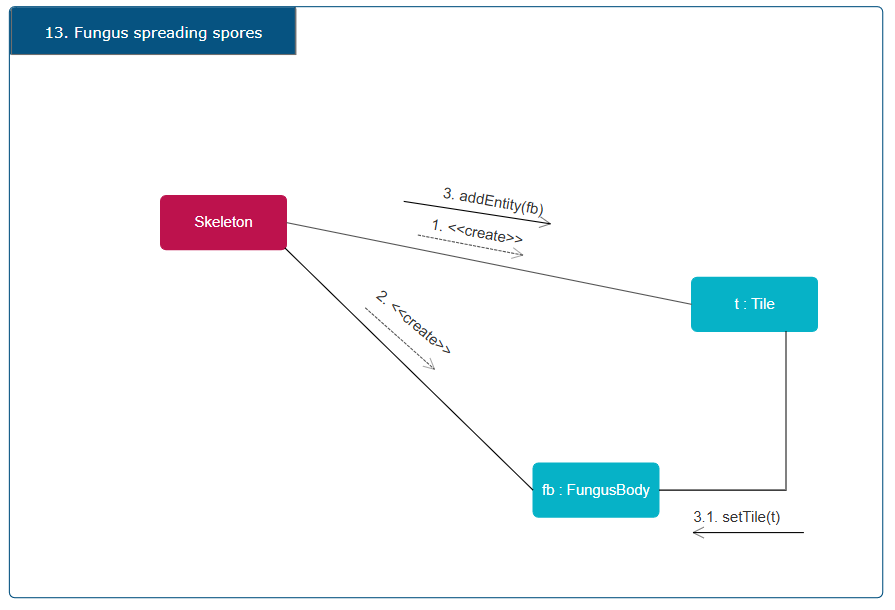 13. Fungus spreading spores
3. addEntity(fb)
Skeleton
1. <<create>>
2. <<create>>
t : Tile
fb : FungusBody
3.1. setTile(t)